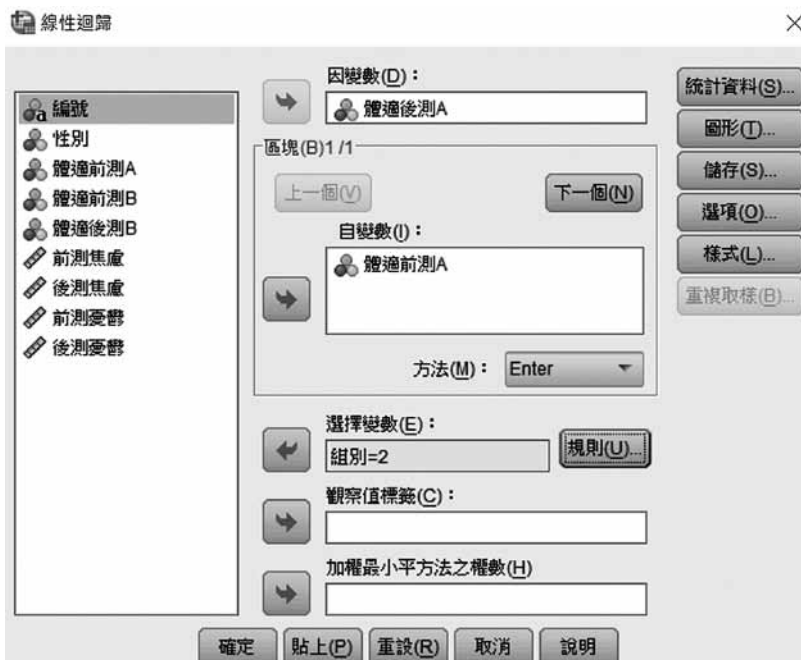 線性迴歸
編號
性別
體適前測A
體適前測B
體適後測B
前測焦慮
後測焦慮
前測憂鬱
後測憂鬱
因變數(D)：
體適後測A
區塊(B)1 /1
上一個(V)
下一個(N)
自變數(I)：
體適前測A
方法(M)：
Enter
選擇變數(E)：
組別=2
規則(U)...
觀察值標籤(C)：
加權最小平方法之權數(H)
統計資料(S)...
圖形(T)...
儲存(S)...
選項(O)...
樣式(L)...
重複取樣(B)...
確定
貼上(P)
重設(R)
取消
說明